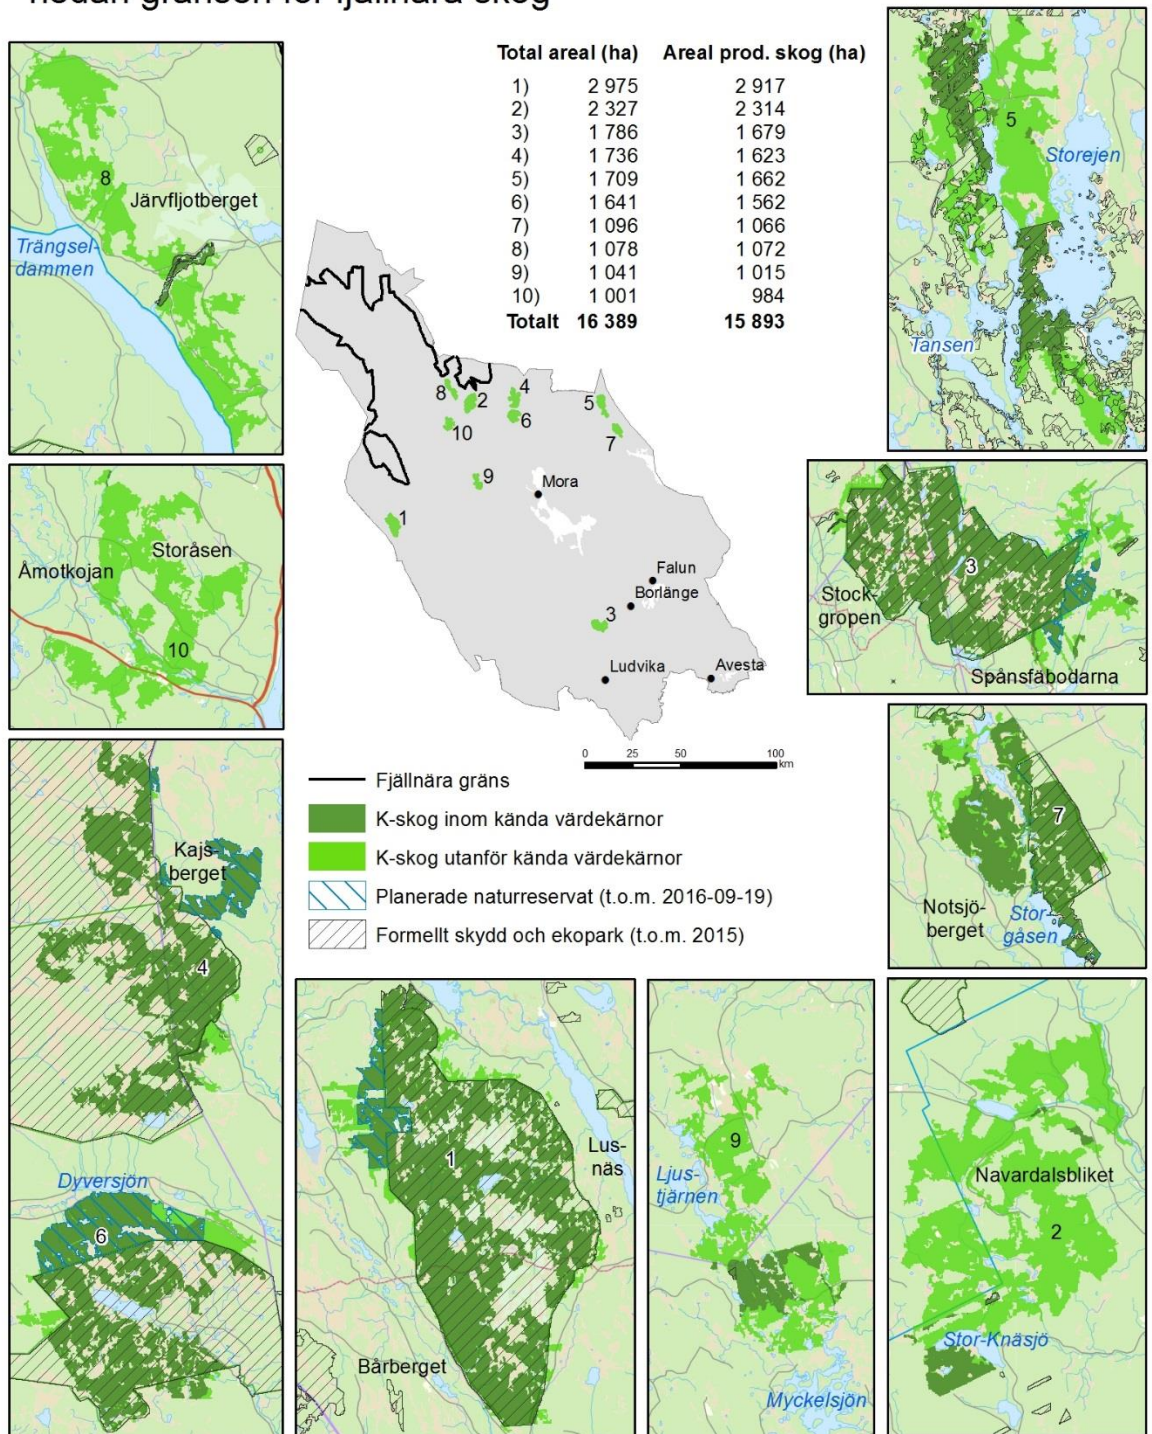 nedan gränsen för fjällnära skog
Total areal (ha) Areal prod. skog (ha)
1) 2 975 2 917
2) 2 327 2 314
3) 1 786 1 679
4) 1 736 1 623
5) 1 709 1 662
6) 1 641 1 562
7) 1 096 1 066
8) 1 078 1 072
9) 1 041 1 015
10) 1 001 984
Totalt 16 389 15 893
8
Järvfljotberget
Trängsel-
dammen
5
Storejen
Tansen
8
2
4
6
10
5
7
9
Mora
1
Falun
Borlänge
3
Ludvika
Avesta
0 25 50 100
km
Storåsen
Åmotkojan
10
3
Stock-
gropen
Spånsfäbodarna
Fjällnära gräns
K-skog inom kända värdekärnor
K-skog utanför kända värdekärnor
Planerade naturreservat (t.o.m. 2016-09-19)
Formellt skydd och ekopark (t.o.m. 2015)
Kajs-
berget
4
7
Notsjö-
berget
Stor-
gåsen
Dyversjön
6
1
Lus-
näs
Bårberget
9
Ljus-
tjärnen
Myckelsjön
Navardalsbliket
2
Stor-Knäsjö